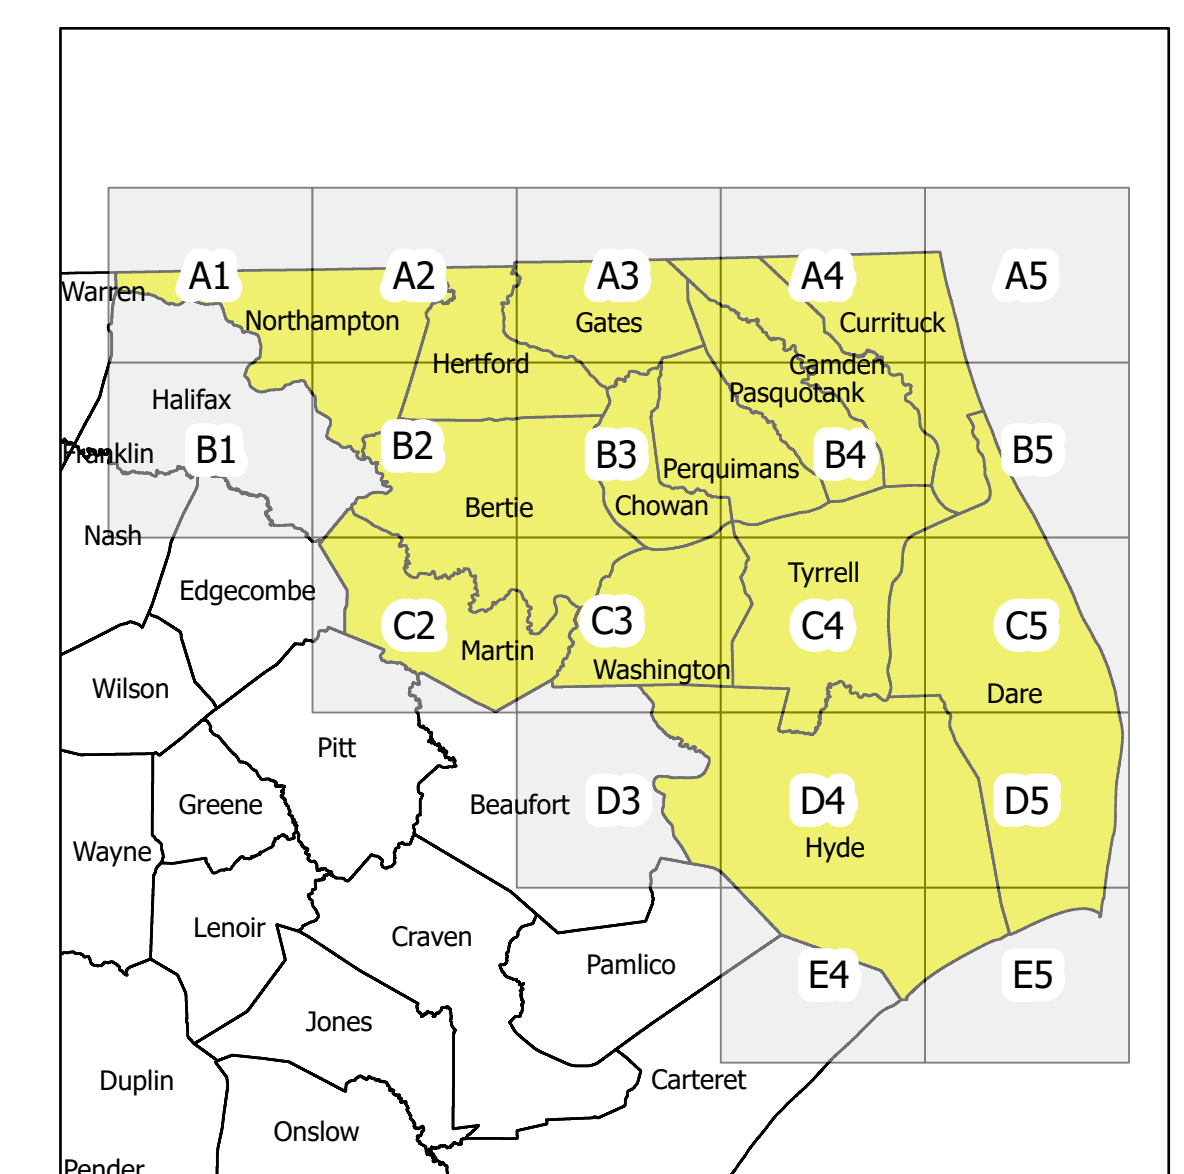 A1
A2
A3
A4
A5
Warren
Northampton
Gates
Currituck
Hertford
Camden
Pasquotank
Halifax
Franklin
B1
B2
B3
B4
B5
Perquimans
Bertie
Chowan
Nash
Edgecombe
Tyrrell
C2
C3
C4
C5
Martin
Washington
Wilson
Dare
Pitt
Greene
Beaufort
D3
D4
D5
Wayne
Hyde
Lenoir
Craven
Pamlico
E4
E5
Jones
Duplin
Carteret
Onslow
Pender